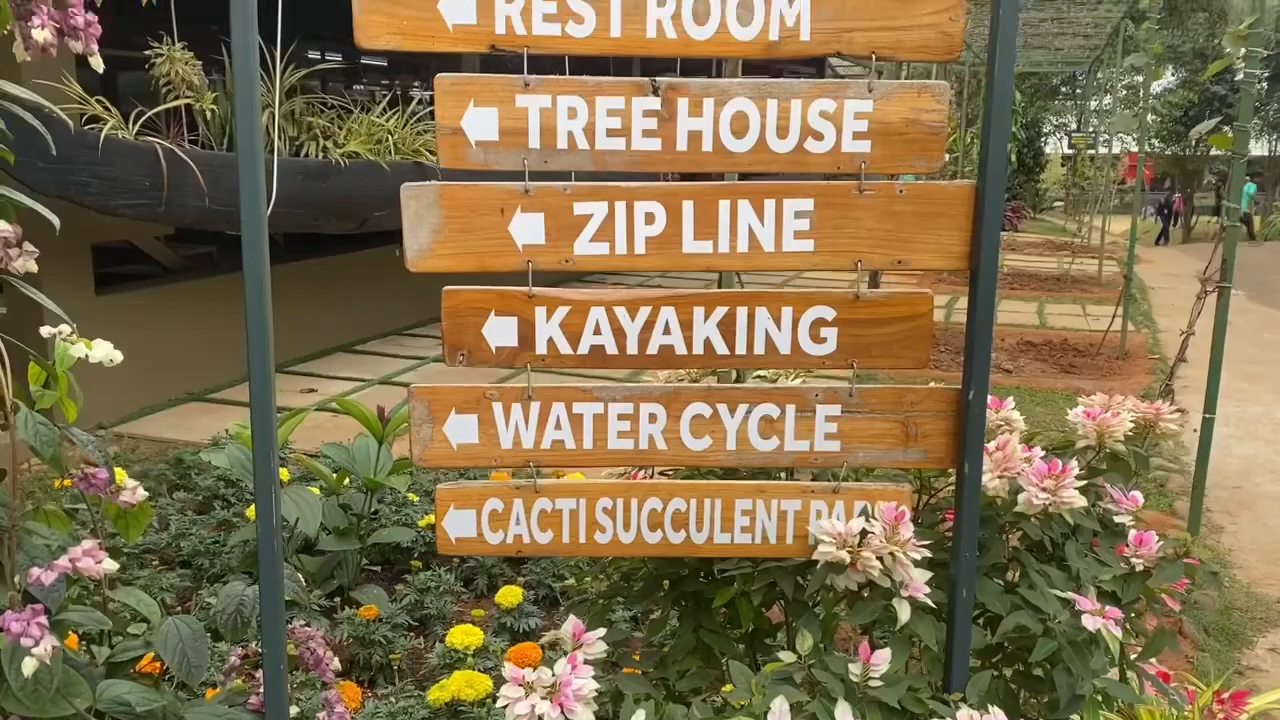 REST ROOM
TREE HOUSE
ZIP LINE
KAYAKING
WATER CYCLE
CACTI SUCCULENT